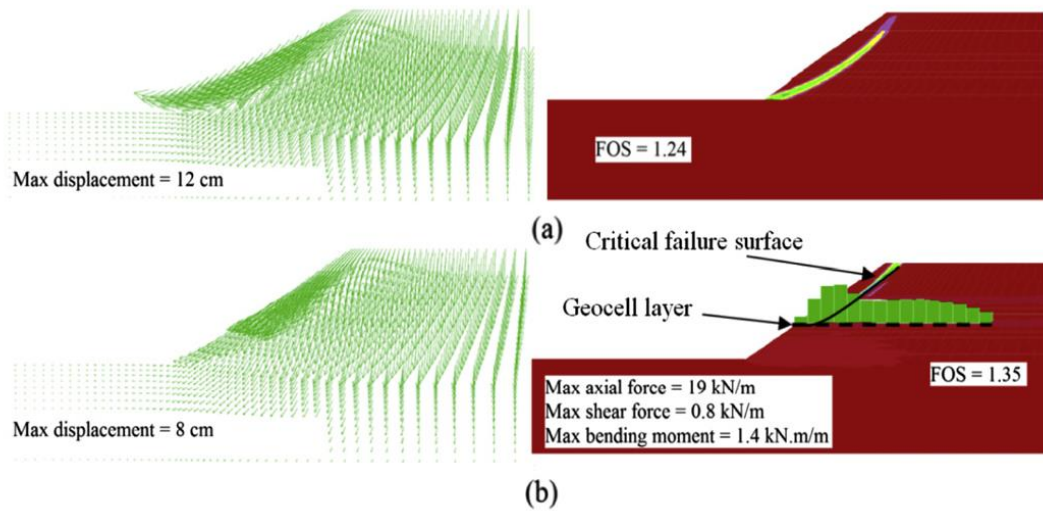 FOS = 1.24
Max displacement = 12 cm
(a)
Critical failure surface
Geocell layer
FOS = 1.35
Max axial force = 19 kN/m
Max shear force = 0.8 kN/m
Max displacement = 8 cm
Max bending moment = 1.4 kN.m/m
(b)